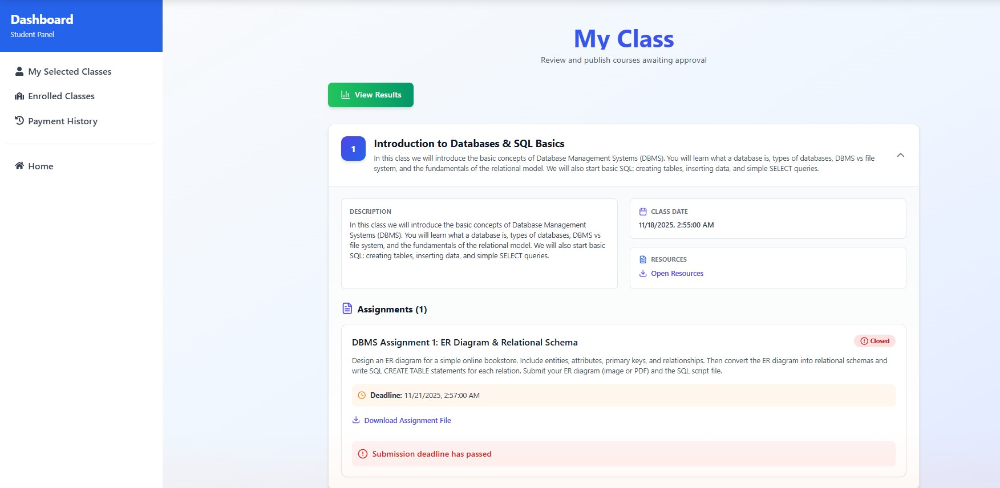 Dashboard
Student Panel
My Selected Classes
Enrolled Classes
Payment History
Home
My Class
Review and publish courses awaiting approval
View Results
1
Introduction to Databases & SQL Basics
In this class we will introduce the basic concepts of Database Management Systems (DBMS). You will learn what a database is, types of databases, DBMS vs file
system, and the fundamentals of the relational model. We will also start basic SQL: creating tables, inserting data, and simple SELECT queries.
DESCRIPTION
In this class we will introduce the basic concepts of Database Management
Systems (DBMS). You will learn what a database is, types of databases, DBMS vs
file system, and the fundamentals of the relational model. We will also start basic
SQL: creating tables, inserting data, and simple SELECT queries.
CLASS DATE
11/18/2025, 2:55:00 AM
RESOURCES
Open Resources
Assignments (1)
DBMS Assignment 1: ER Diagram & Relational Schema
Closed
Design an ER diagram for a simple online bookstore. Include entities, attributes, primary keys, and relationships. Then convert the ER diagram into relational schemas and
write SQL CREATE TABLE statements for each relation. Submit your ER diagram (image or PDF) and the SQL script file.
Deadline: 11/21/2025, 2:57:00 AM
Download Assignment File
Submission deadline has passed